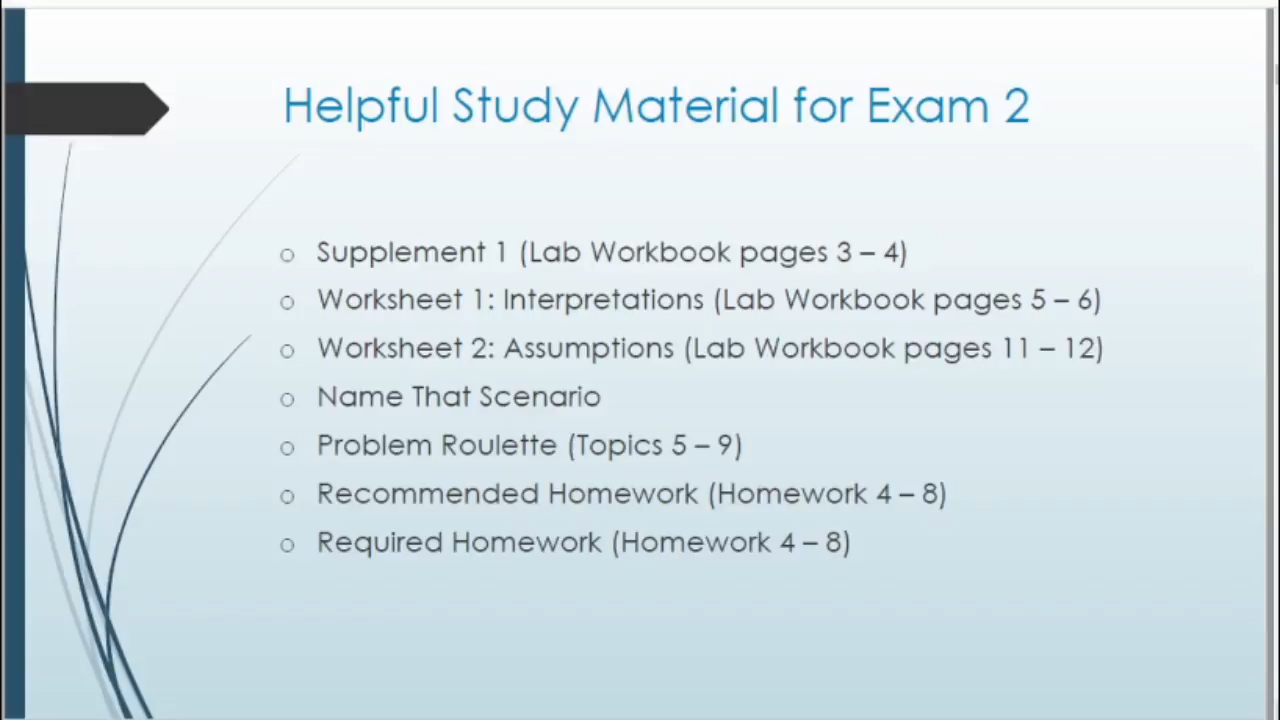 Helpful Study Material for Exam 2
Supplement 1 (Lab Workbook pages 3 – 4)
Worksheet 1: Interpretations (Lab Workbook pages 5 – 6)
Worksheet 2: Assumptions (Lab Workbook pages 11 – 12)
Name That Scenario
Problem Roulette (Topics 5 – 9)
Recommended Homework (Homework 4 – 8)
Required Homework (Homework 4 – 8)